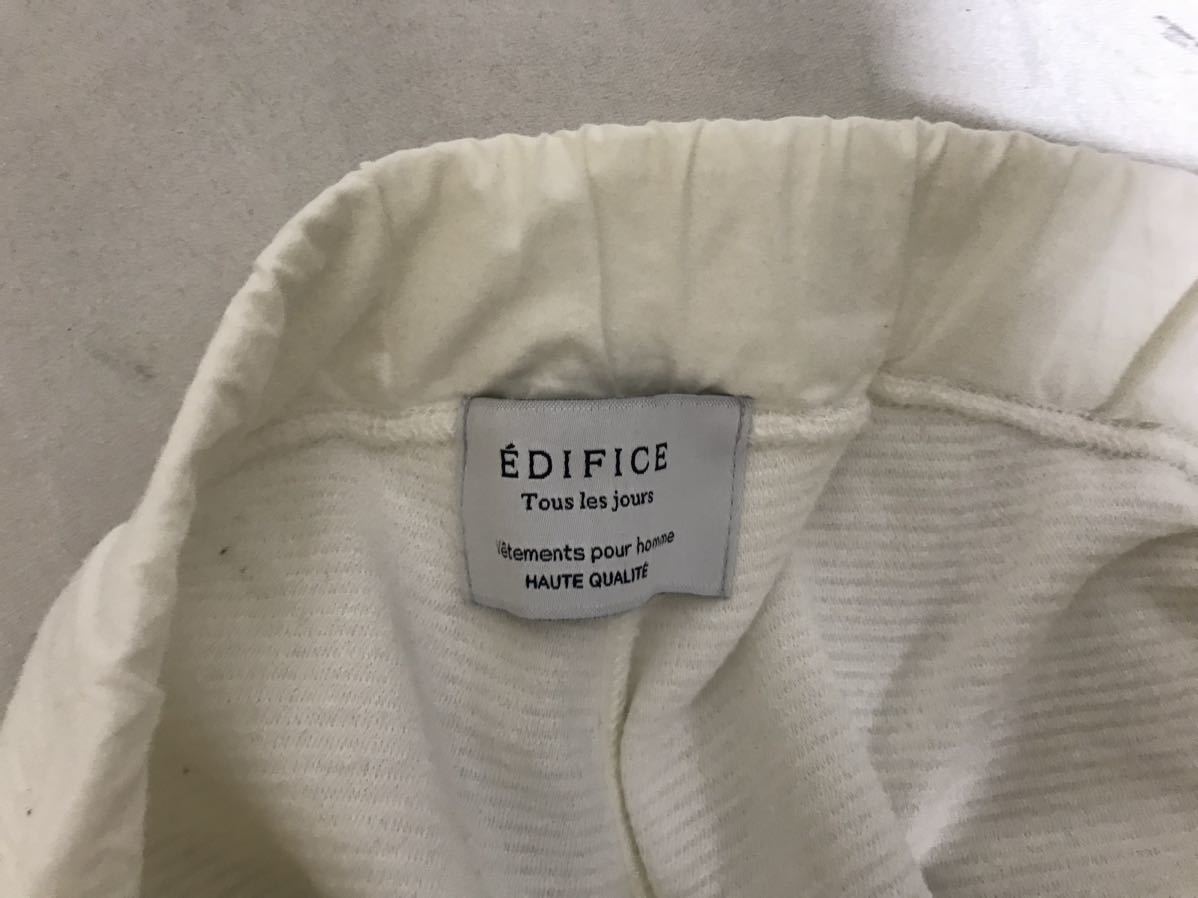 ÉDIFICE
Tous les jours
Vêtements pour homme
HAUTE QUALITÉ